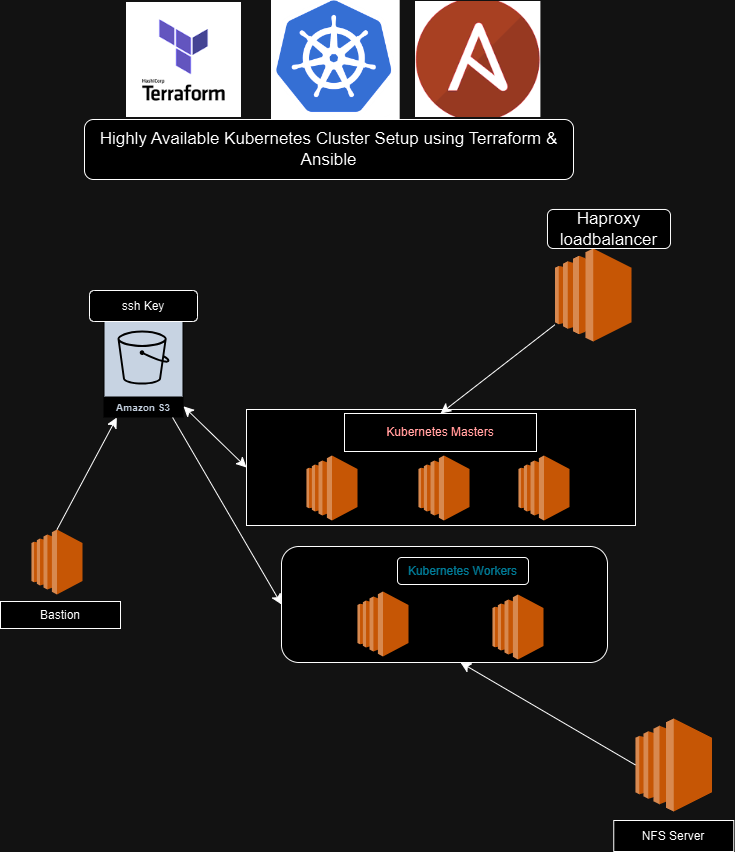 HashiCorp
Terraform
Highly Available Kubernetes Cluster Setup using Terraform &
Ansible
Haproxy
loadbalancer
ssh Key
Amazon S3
Kubernetes Masters
Kubernetes Workers
Bastion
NFS Server